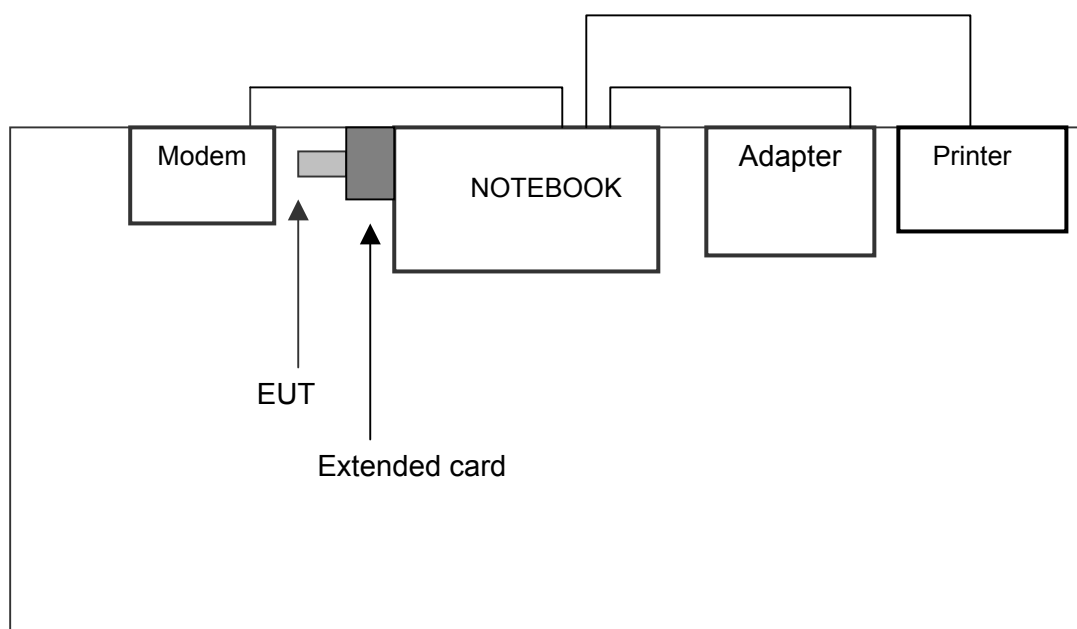 Modem
NOTEBOOK
Adapter
Printer
EUT
Extended card